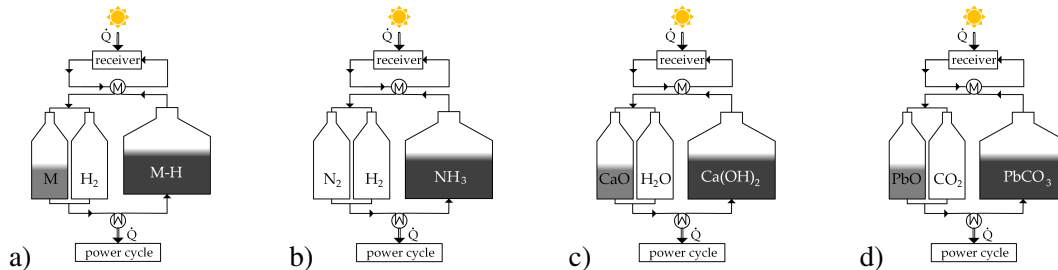 Q̇
receiver
M
M
H₂
M-H
M
Q̇
power cycle
a)
Q̇
receiver
M
N₂
H₂
NH₃
M
Q̇
power cycle
b)
Q̇
receiver
M
CaO
H₂O
Ca(OH)₂
M
Q̇
power cycle
c)
Q̇
receiver
M
PbO
CO₂
PbCO₃
M
Q̇
power cycle
d)